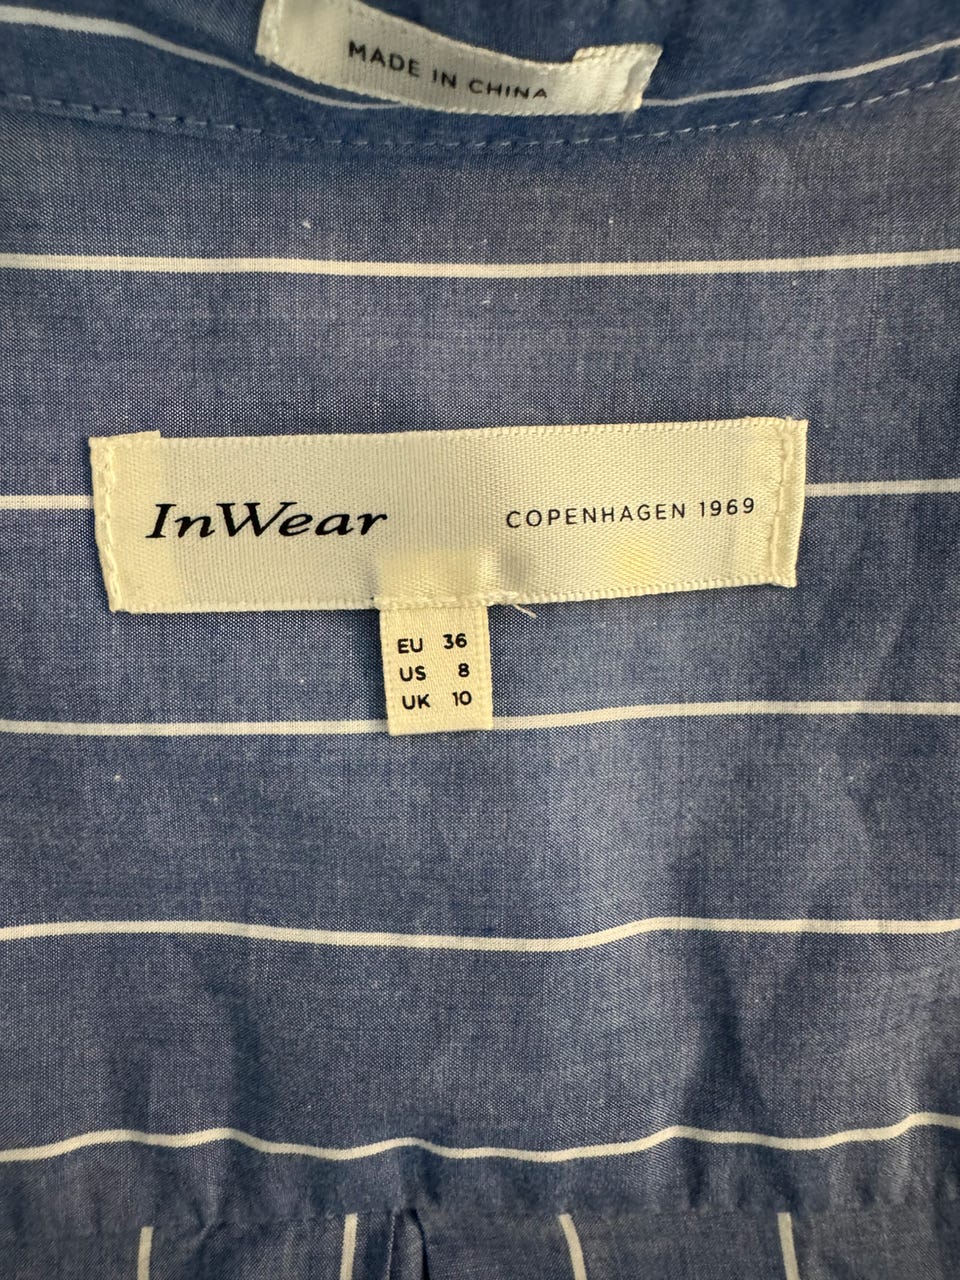 MADE IN CHINA
InWear COPENHAGEN 1969
EU 36
US 8
UK 10